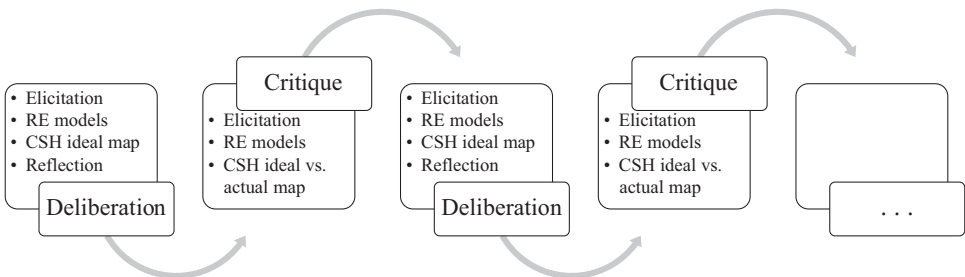 • Elicitation
• RE models
• CSH ideal map
• Reflection
Deliberation
Critique
• Elicitation
• RE models
• CSH ideal vs.
actual map
• Elicitation
• RE models
• CSH ideal map
• Reflection
Deliberation
Critique
• Elicitation
• RE models
• CSH ideal vs.
actual map
. . .